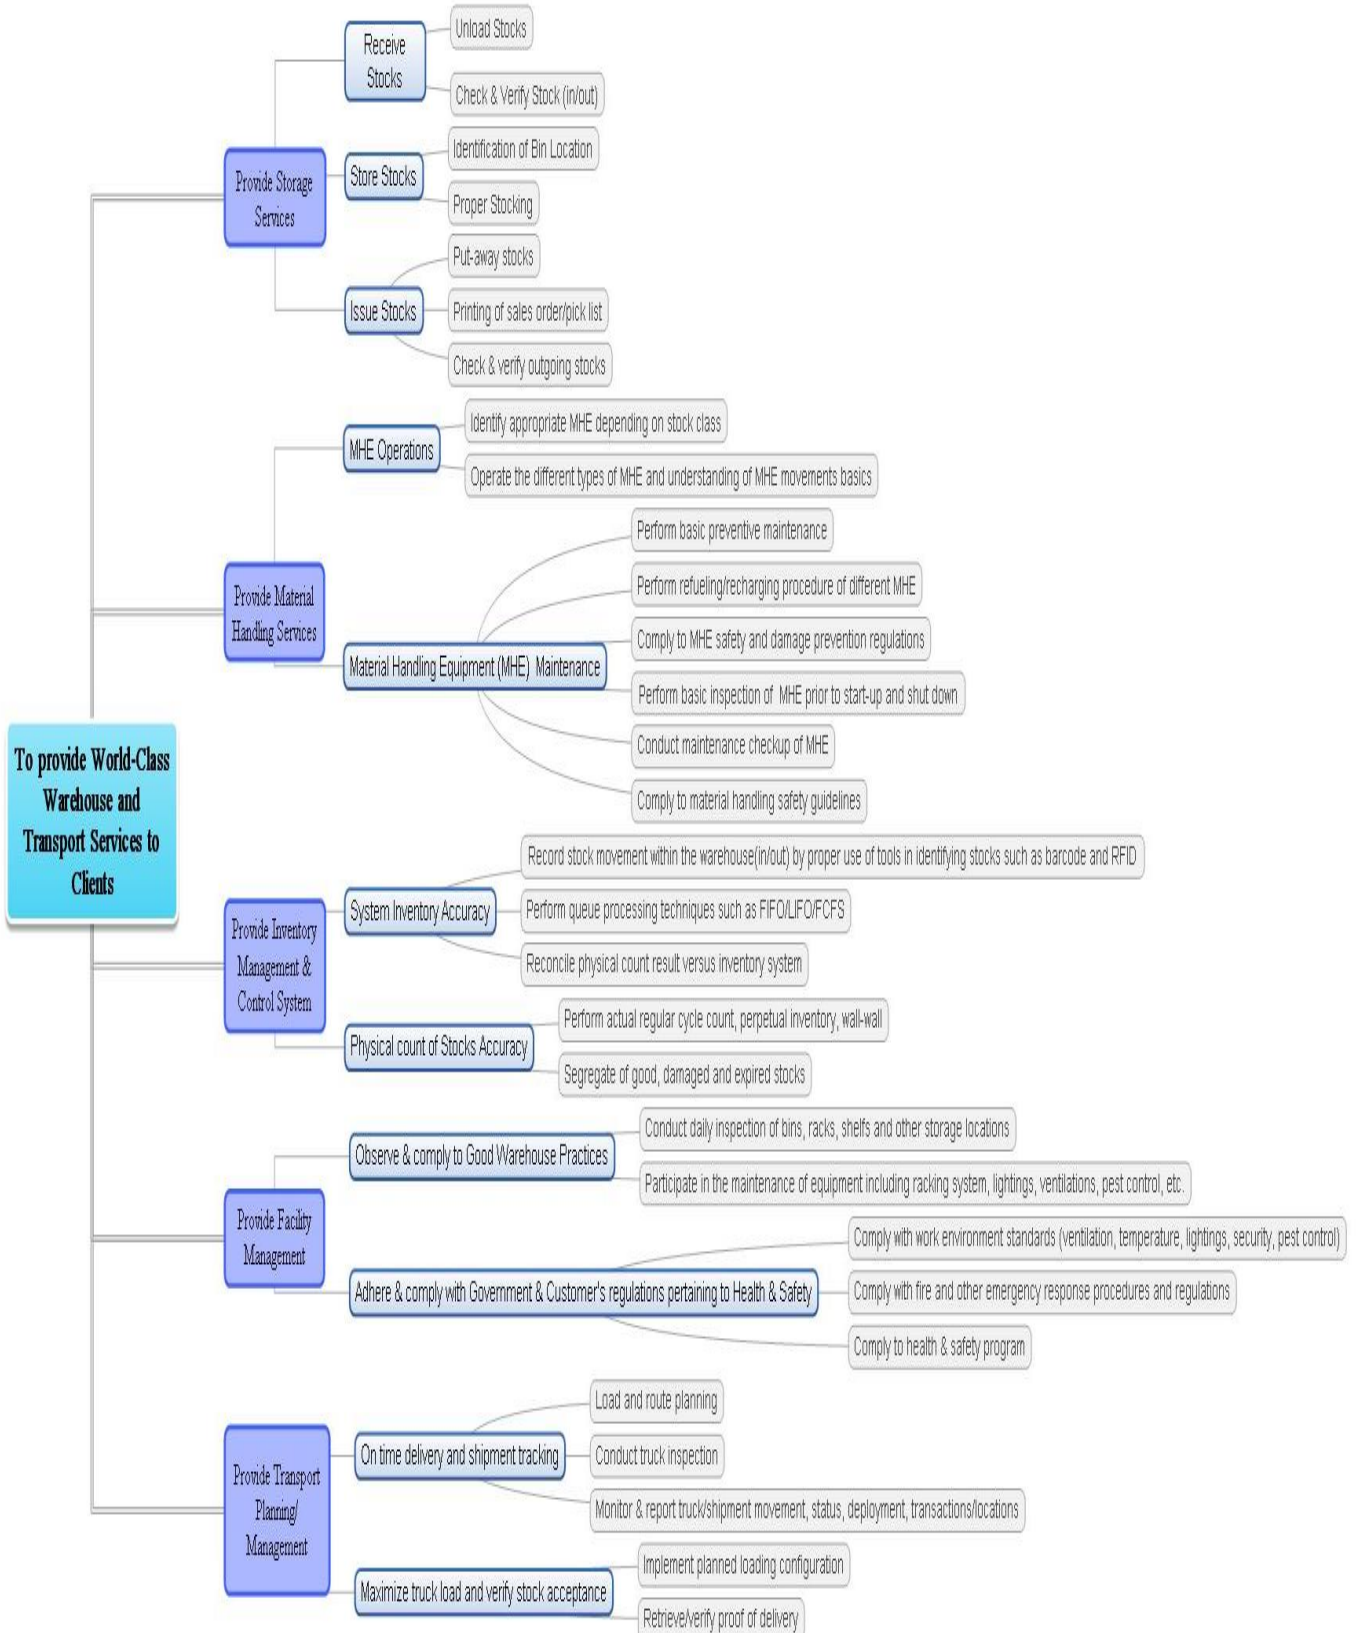 To provide World-Class
Warehouse and
Transport Services to
Clients
Provide Storage
Services
Receive
Stocks
Unload Stocks
Check & Verify Stock (in/out)
Store Stocks
Identification of Bin Location
Proper Stocking
Issue Stocks
Put-away stocks
Printing of sales order/pick list
Check & verify outgoing stocks
Provide Material
Handling Services
MHE Operations
Identify appropriate MHE depending on stock class
Operate the different types of MHE and understanding of MHE movements basics
Material Handling Equipment (MHE) Maintenance
Perform basic preventive maintenance
Perform refueling/recharging procedure of different MHE
Comply to MHE safety and damage prevention regulations
Perform basic inspection of MHE prior to start-up and shut down
Conduct maintenance checkup of MHE
Comply to material handling safety guidelines
Provide Inventory
Management &
Control System
System Inventory Accuracy
Record stock movement within the warehouse(in/out) by proper use of tools in identifying stocks such as barcode and RFID
Perform queue processing techniques such as FIFO/LIFO/FCFS
Reconcile physical count result versus inventory system
Physical count of Stocks Accuracy
Perform actual regular cycle count, perpetual inventory, wall-wall
Segregate of good, damaged and expired stocks
Provide Facility
Management
Observe & comply to Good Warehouse Practices
Conduct daily inspection of bins, racks, shelfs and other storage locations
Participate in the maintenance of equipment including racking system, lightings, ventilations, pest control, etc.
Adhere & comply with Government & Customer's regulations pertaining to Health & Safety
Comply with work environment standards (ventilation, temperature, lightings, security, pest control)
Comply with fire and other emergency response procedures and regulations
Comply to health & safety program
Provide Transport
Planning/
Management
On time delivery and shipment tracking
Load and route planning
Conduct truck inspection
Monitor & report truck/shipment movement, status, deployment, transactions/locations
Maximize truck load and verify stock acceptance
Implement planned loading configuration
Retrieve/verify proof of delivery